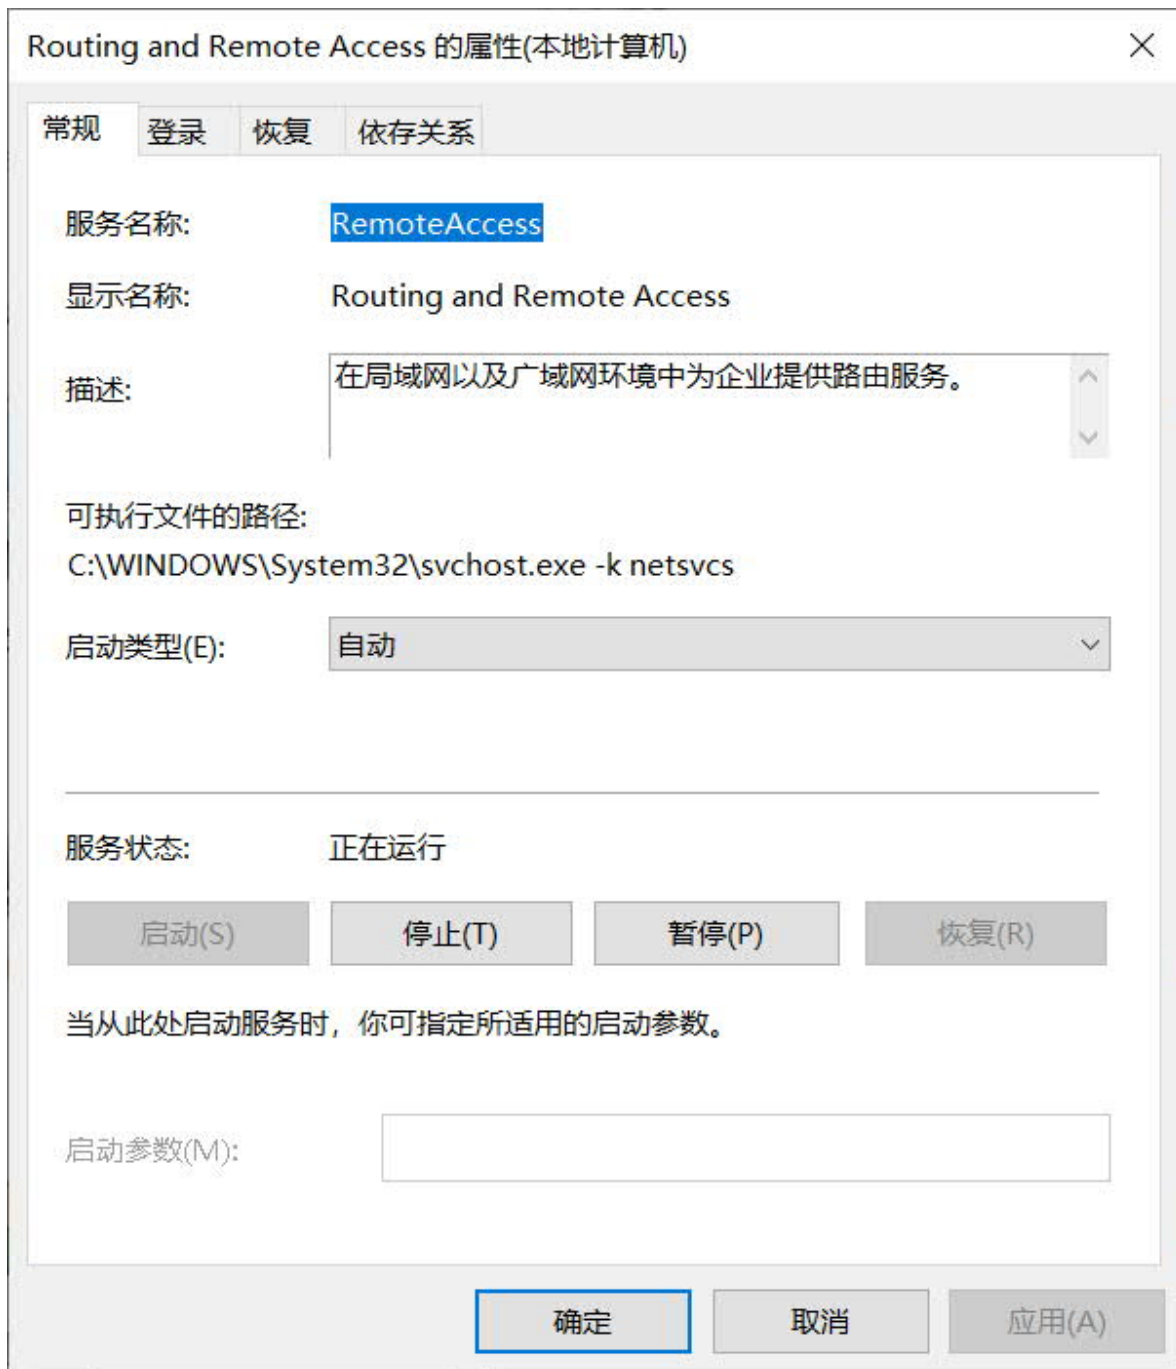 Routing and Remote Access 的属性(本地计算机)
常规 登录 恢复 依存关系
服务名称: RemoteAccess
显示名称: Routing and Remote Access
描述: 在局域网以及广域网环境中为企业提供路由服务。
可执行文件的路径:
C:\WINDOWS\System32\svchost.exe -k netsvcs
启动类型(E): 自动
服务状态: 正在运行
启动(S) 停止(T) 暂停(P) 恢复(R)
当从此处启动服务时，你可指定所适用的启动参数。
启动参数(M):
确定 取消 应用(A)